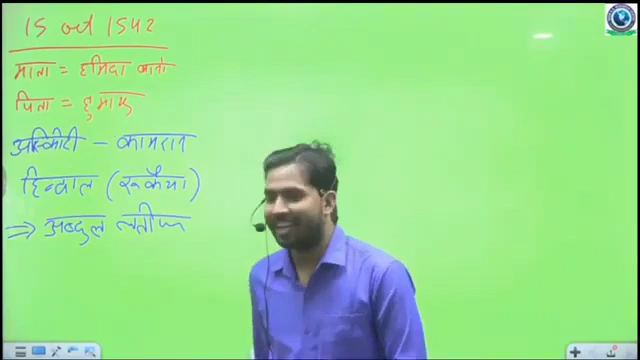 15 oct 1542
माता = हमिदा बानो
पिता = हुमायू
अस्किरी - कामरान
हिन्दाल (रूकैया)
⇒ अब्दुल लतीफ